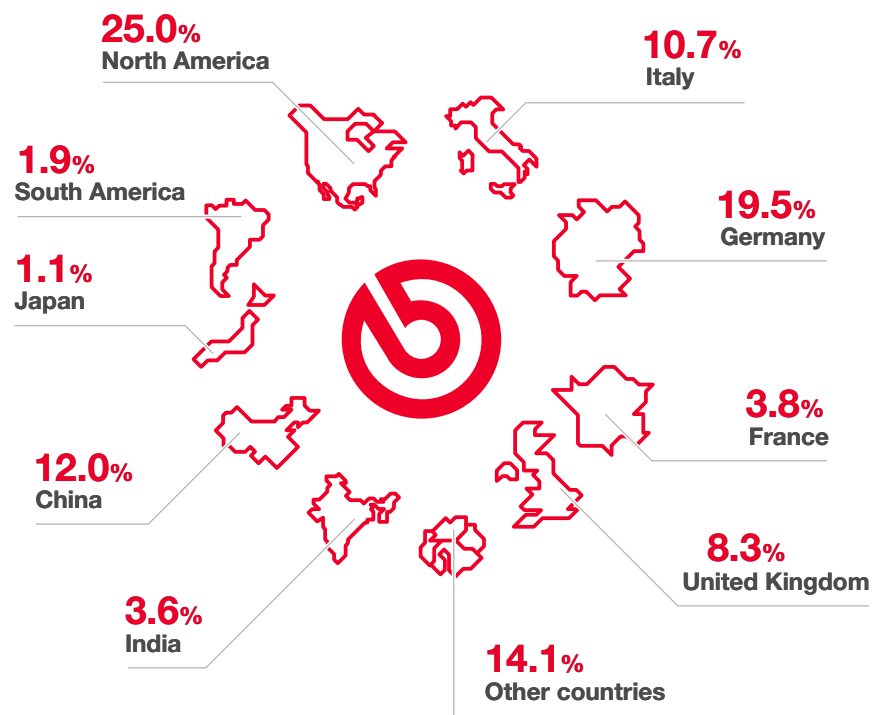 25.0%
North America
10.7%
Italy
1.9%
South America
19.5%
Germany
1.1%
Japan
3.8%
France
12.0%
China
8.3%
United Kingdom
3.6%
India
14.1%
Other countries